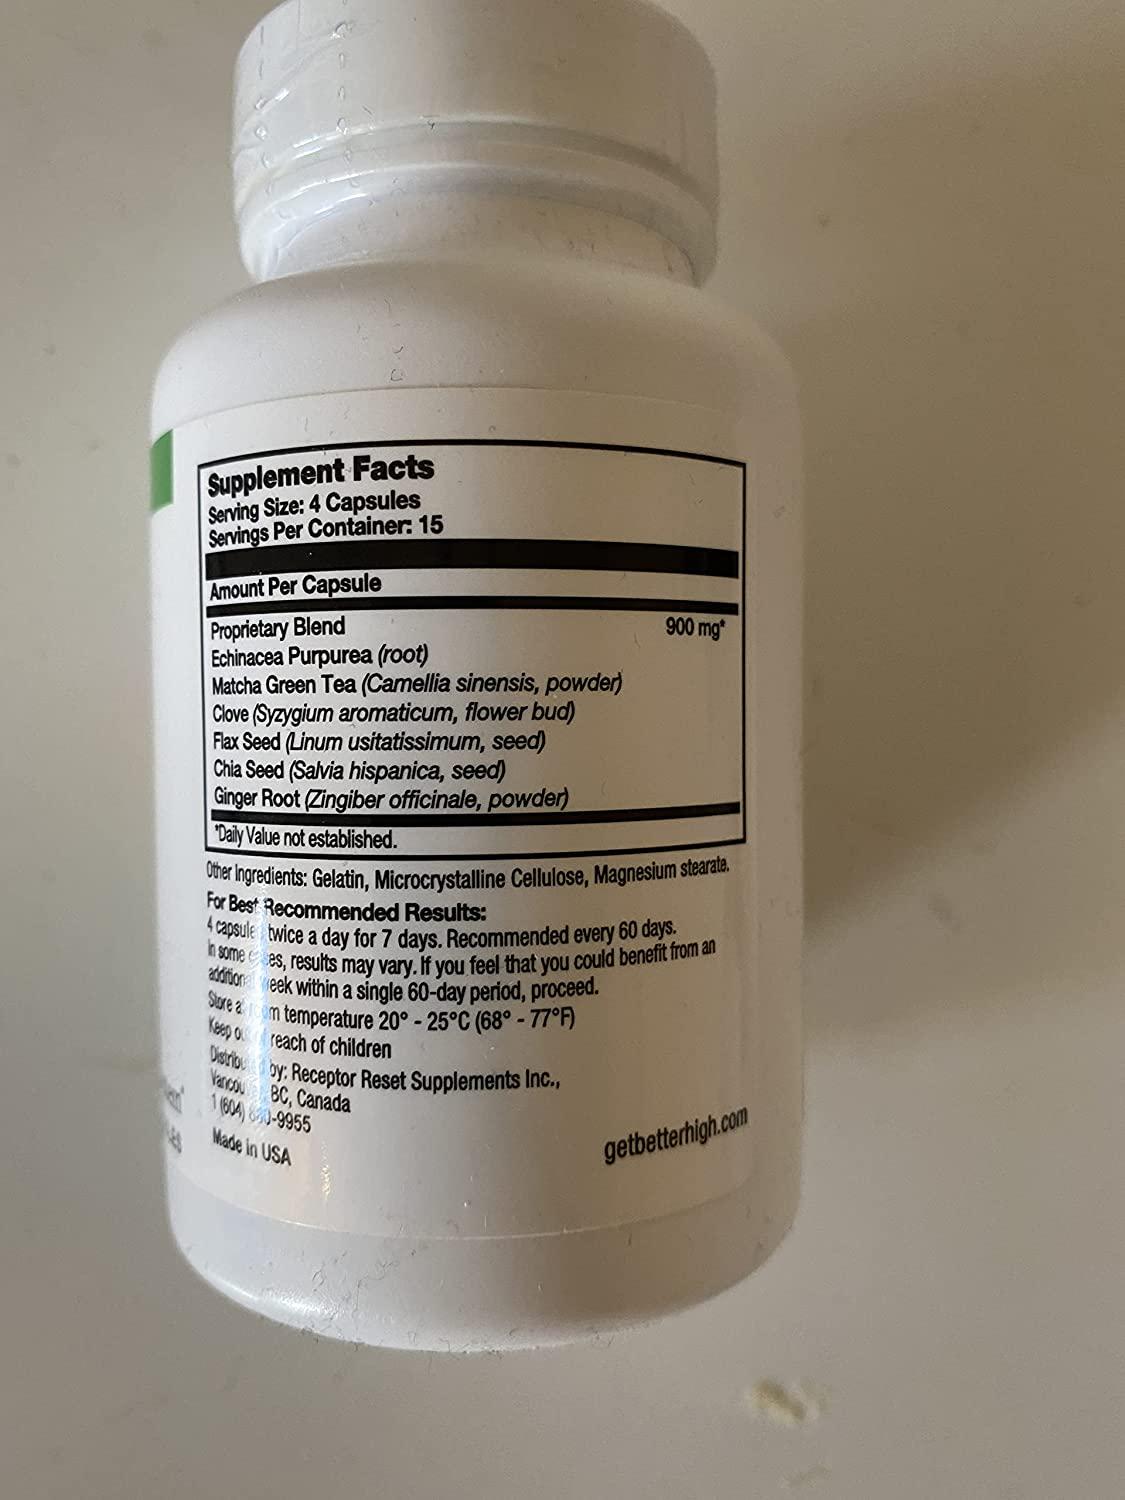 Supplement Facts
Serving Size: 4 Capsules
Servings Per Container: 15
Amount Per Capsule
Proprietary Blend 900 mg*
Echinacea Purpurea (root)
Matcha Green Tea (Camellia sinensis, powder)
Clove (Syzygium aromaticum, flower bud)
Flax Seed (Linum usitatissimum, seed)
Chia Seed (Salvia hispanica, seed)
Ginger Root (Zingiber officinale, powder)
*Daily Value not established.
Other Ingredients: Gelatin, Microcrystalline Cellulose, Magnesium stearate.
For Best Recommended Results:
4 capsules twice a day for 7 days. Recommended every 60 days.
In some cases, results may vary. If you feel that you could benefit from an
additional week within a single 60-day period, proceed.
Store at room temperature 20° - 25°C (68° - 77°F)
Keep out of reach of children
Distributed by: Receptor Reset Supplements Inc.,
Vancouver BC, Canada
1 (604) -9955
Made in USA
getbetterhigh.com